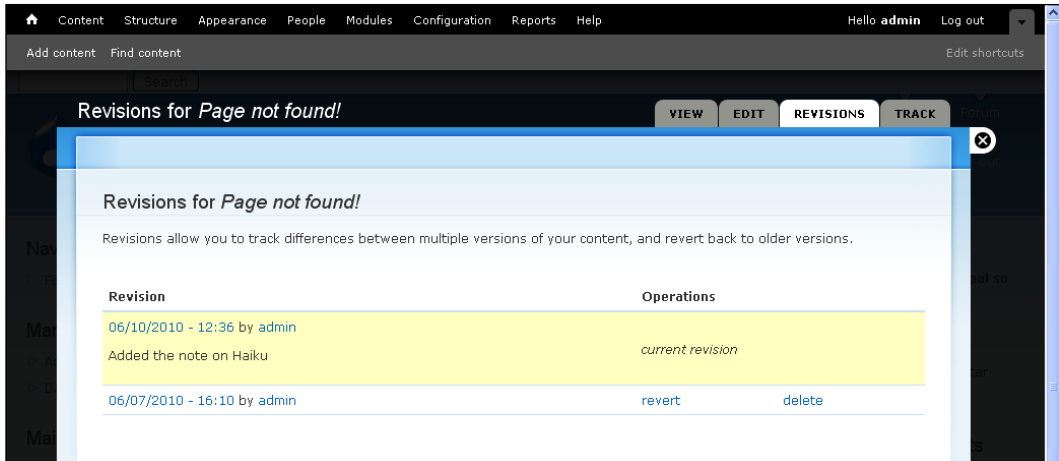 Content Structure Appearance People Modules Configuration Reports Help Hello admin Log out
Add content Find content Edit shortcuts
Search
Revisions for Page not found! VIEW EDIT REVISIONS TRACK Forum
Revisions for Page not found!
Revisions allow you to track differences between multiple versions of your content, and revert back to older versions.
Nav
Revision Operations
06/10/2010 - 12:36 by admin
Added the note on Haiku current revision
06/07/2010 - 16:10 by admin revert delete